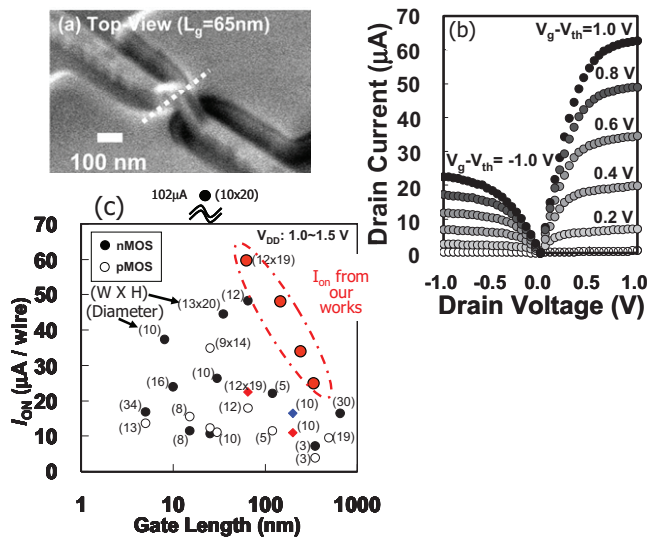 (a) Top-View (Lg=65nm)
100 nm
(b)
Drain Current (μA)
70
60
50
40
30
20
10
0
Vg-Vth=1.0 V
0.8 V
0.6 V
0.4 V
0.2 V
Vg-Vth= -1.0 V
-1.0
-0.5
0.0
0.5
1.0
Drain Voltage (V)
(c)
102μA
(10x20)
VDD: 1.0~1.5 V
nMOS
pMOS
(W X H)
(Diameter)
ION (μA / wire)
70
60
50
40
30
20
10
0
(12x19)
Ion from
our
works
(13x20)
(12)
(10)
(9x14)
(10)
(16)
(12x19)
(5)
(34)
(8)
(12)
(10)
(30)
(13)
(8)
(10)
(5)
(10)
(19)
(3)
(3)
1
10
100
1000
Gate Length (nm)